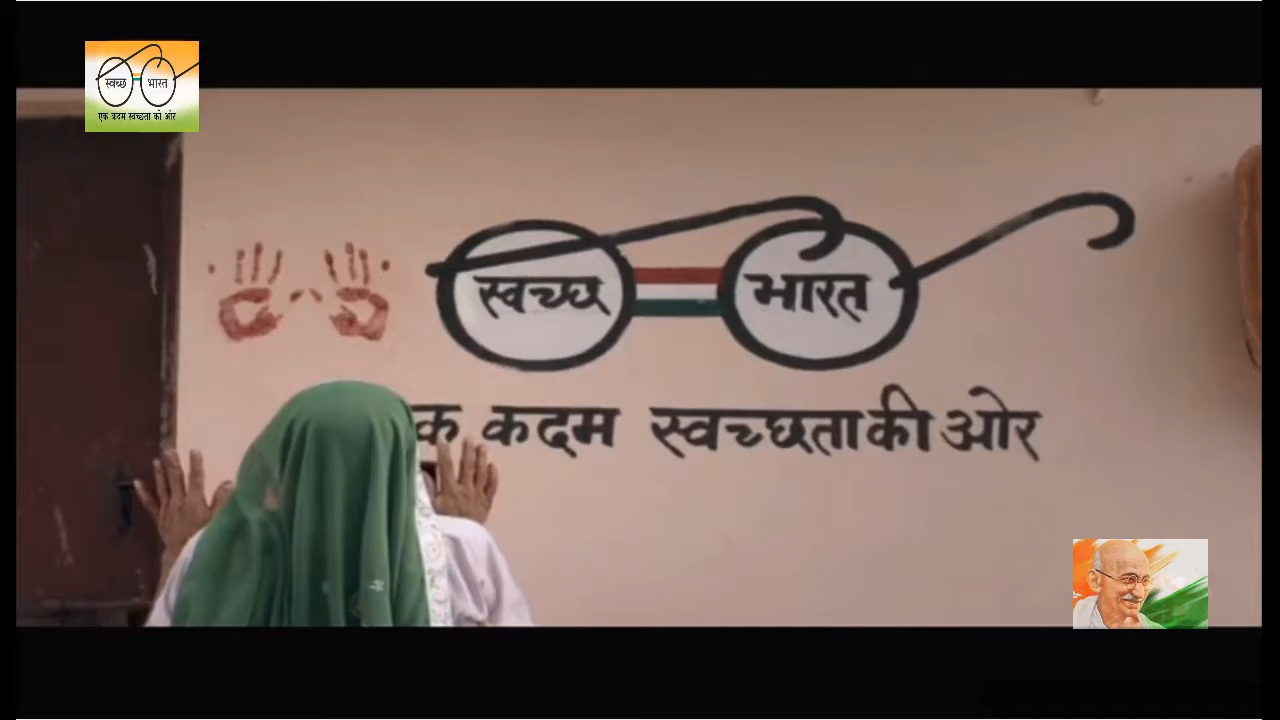 स्वच्छ भारत
एक कदम स्वच्छता की ओर
स्वच्छ भारत
क कदम स्वच्छता की ओर